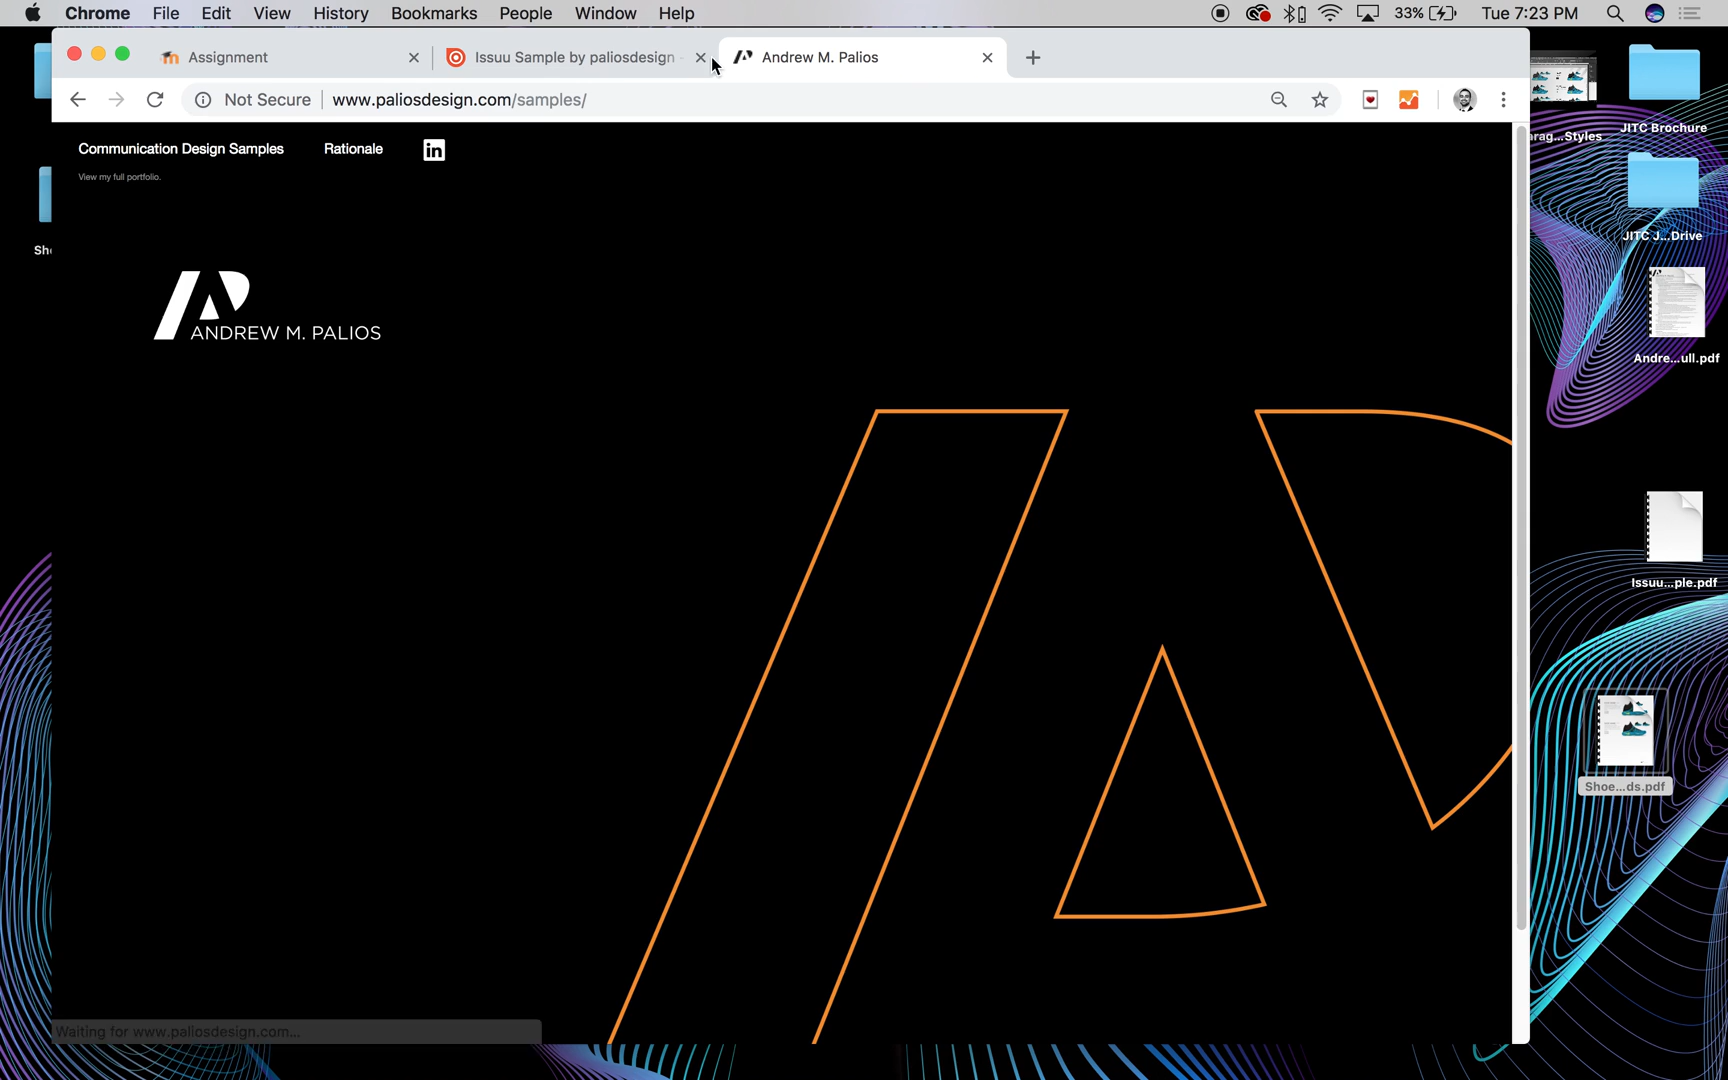 Chrome File Edit View History Bookmarks People Window Help 33% Tue 7:23 PM
Assignment Issuu Sample by paliosdesign Andrew M. Palios
Not Secure www.paliosdesign.com/samples/
Communication Design Samples Rationale in
View my full portfolio.
ANDREW M. PALIOS
Waiting for www.paliosdesign.com...
...Styles
JITC Brochure
JITC J...Drive
Andre...ull.pdf
Issuu...ple.pdf
Shoe...ds.pdf